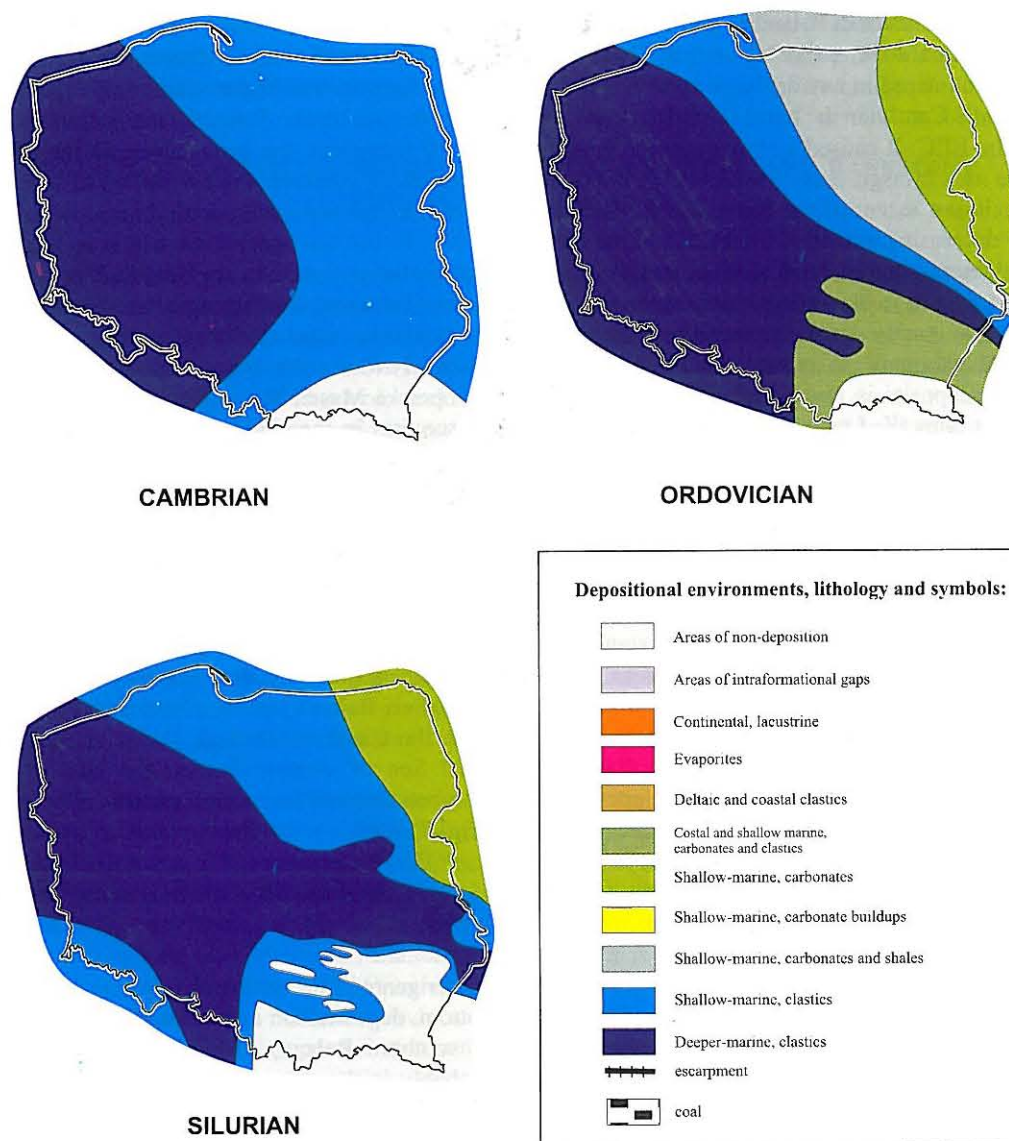 CAMBRIAN
ORDOVICIAN
SILURIAN
Depositional environments, lithology and symbols:
Areas of non-deposition
Areas of intraformational gaps
Continental, lacustrine
Evaporites
Deltaic and coastal clastics
Costal and shallow marine,
carbonates and clastics
Shallow-marine, carbonates
Shallow-marine, carbonate buildups
Shallow-marine, carbonates and shales
Shallow-marine, clastics
Deeper-marine, clastics
escarpment
coal